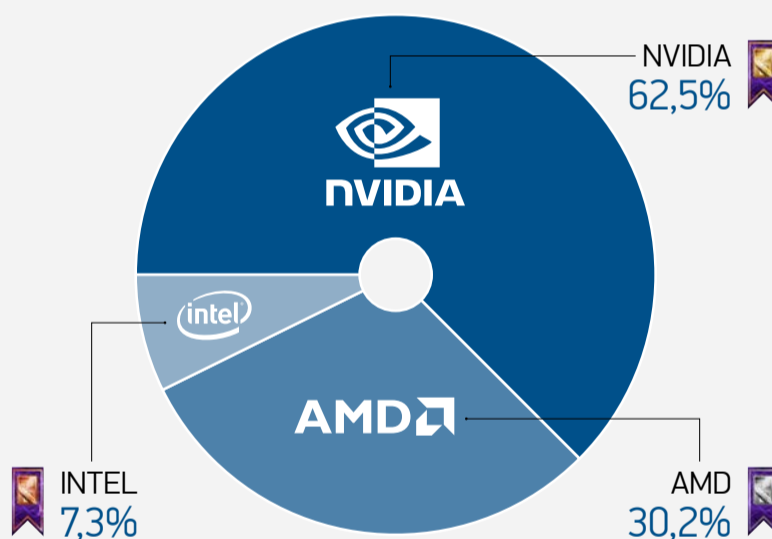 NVIDIA
62,5%
nVIDIA
intel
AMD
INTEL
7,3%
AMD
30,2%